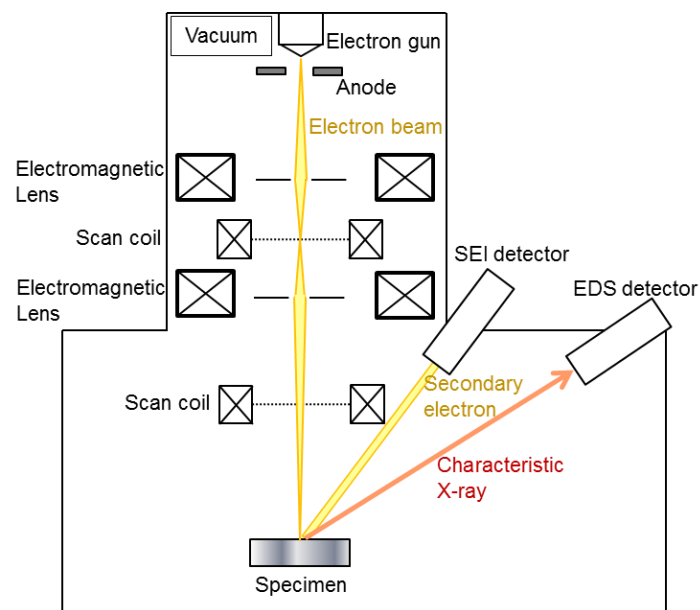 Vacuum
Electron gun
Anode
Electron beam
Electromagnetic
Lens
Scan coil
SEI detector
Electromagnetic
Lens
EDS detector
Scan coil
Secondary
electron
Characteristic
X-ray
Specimen